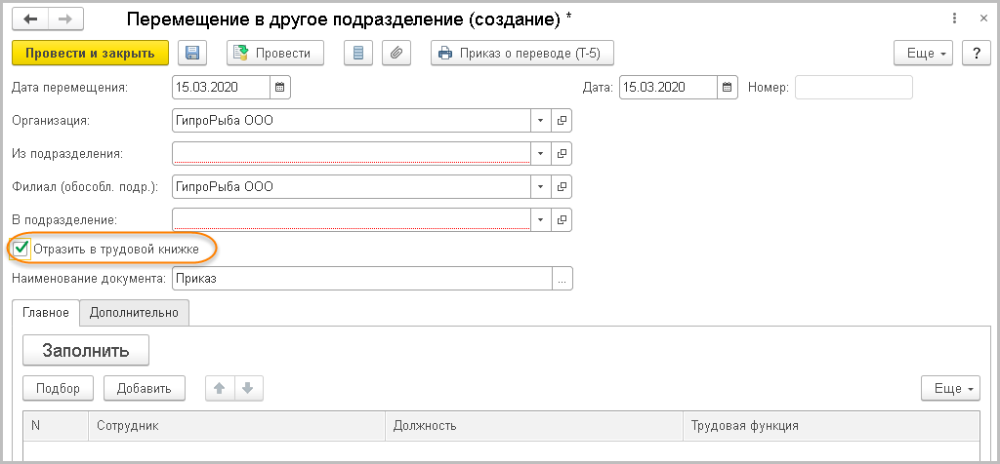 Перемещение в другое подразделение (создание) *
Провести и закрыть Провести Приказ о переводе (Т-5) Еще ?
Дата перемещения: 15.03.2020 Дата: 15.03.2020 Номер:
Организация: ГипроРыба ООО
Из подразделения:
Филиал (обособл. подр.): ГипроРыба ООО
В подразделение:
Отразить в трудовой книжке
Наименование документа: Приказ ...
Главное Дополнительно
Заполнить
Подбор Добавить Еще
N Сотрудник Должность Трудовая функция